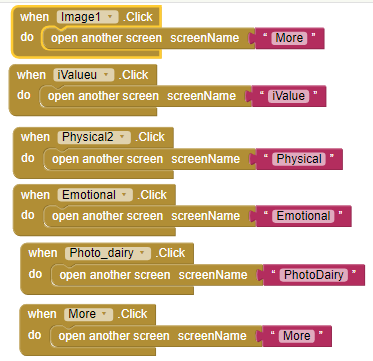 when Image1 .Click
do open another screen screenName " More "
when iValueu .Click
do open another screen screenName " iValue "
when Physical2 .Click
do open another screen screenName " Physical "
when Emotional .Click
do open another screen screenName " Emotional "
when Photo_dairy .Click
do open another screen screenName " PhotoDairy "
when More .Click
do open another screen screenName " More "